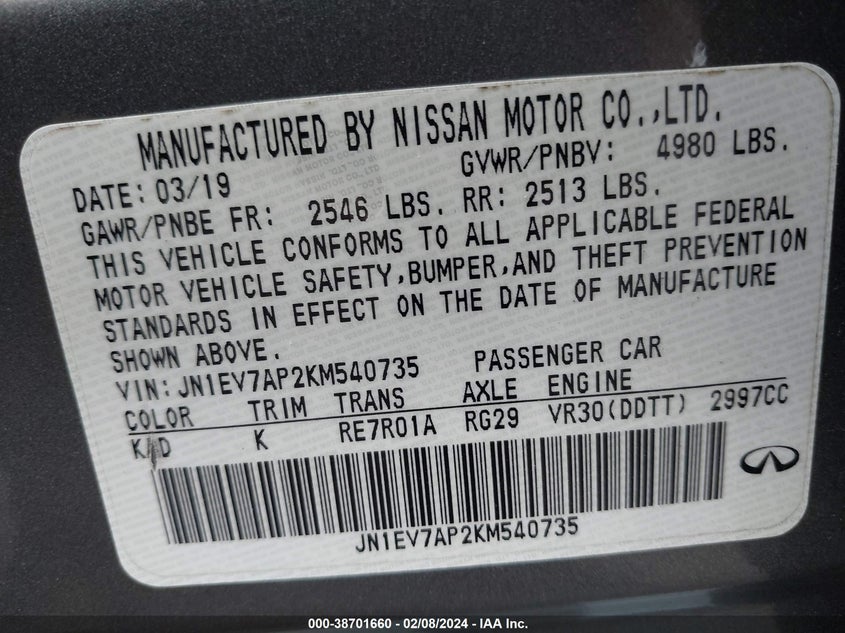 MANUFACTURED BY NISSAN MOTOR CO.,LTD.
DATE: 03/19 GVWR/PNBV: 4980 LBS.
GAWR/PNBE FR: 2546 LBS. RR: 2513 LBS.
THIS VEHICLE CONFORMS TO ALL APPLICABLE FEDERAL
MOTOR VEHICLE SAFETY,BUMPER,AND THEFT PREVENTION
STANDARDS IN EFFECT ON THE DATE OF MANUFACTURE
SHOWN ABOVE.
VIN:JN1EV7AP2KM540735 PASSENGER CAR
COLOR TRIM TRANS AXLE ENGINE
K RE7R01A RG29 VR30(DDTT) 2997CC
JN1EV7AP2KM540735
000-38701660 - 02/08/2024 - IAA Inc.